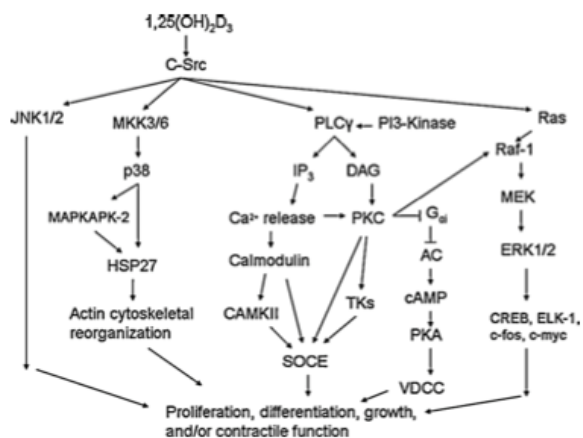 1,25(OH)₂D₃
C-Src
JNK1/2
MKK3/6
PLCγ
PI3-Kinase
Ras
Raf-1
p38
IP₃
DAG
MEK
MAPKAPK-2
Ca²⁺ release
PKC
Gαi
HSP27
Calmodulin
AC
ERK1/2
Actin cytoskeletal
reorganization
CAMKII
TKs
cAMP
CREB, ELK-1,
c-fos, c-myc
SOCE
PKA
VDCC
Proliferation, differentiation, growth,
and/or contractile function